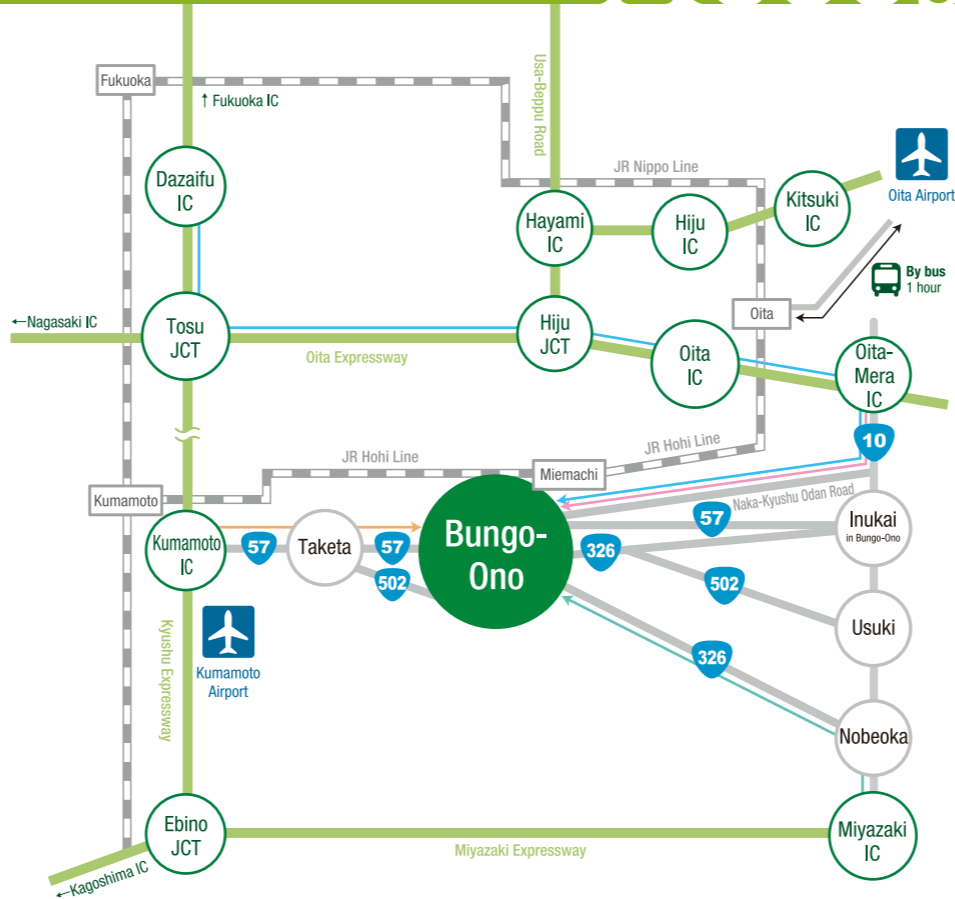 Fukuoka
↑ Fukuoka IC
Usa-Beppu Road
JR Nippo Line
Oita Airport
Dazaifu
IC
Hayami
IC
Hiju
IC
Kitsuki
IC
By bus
1 hour
←Nagasaki IC
Tosu
JCT
Oita Expressway
Hiju
JCT
Oita
IC
Oita
Oita-
Mera
IC
10
JR Hohi Line
JR Hohi Line
Miemachi
Kumamoto
Naka-Kyushu Odan Road
Kumamoto
IC
57
Taketa
57
502
Bungo-
Ono
57
326
Inukai
in Bungo-Ono
502
Usuki
326
Kyushu Expressway
Kumamoto
Airport
Nobeoka
Ebino
JCT
Miyazaki Expressway
Miyazaki
IC
←Kagoshima IC